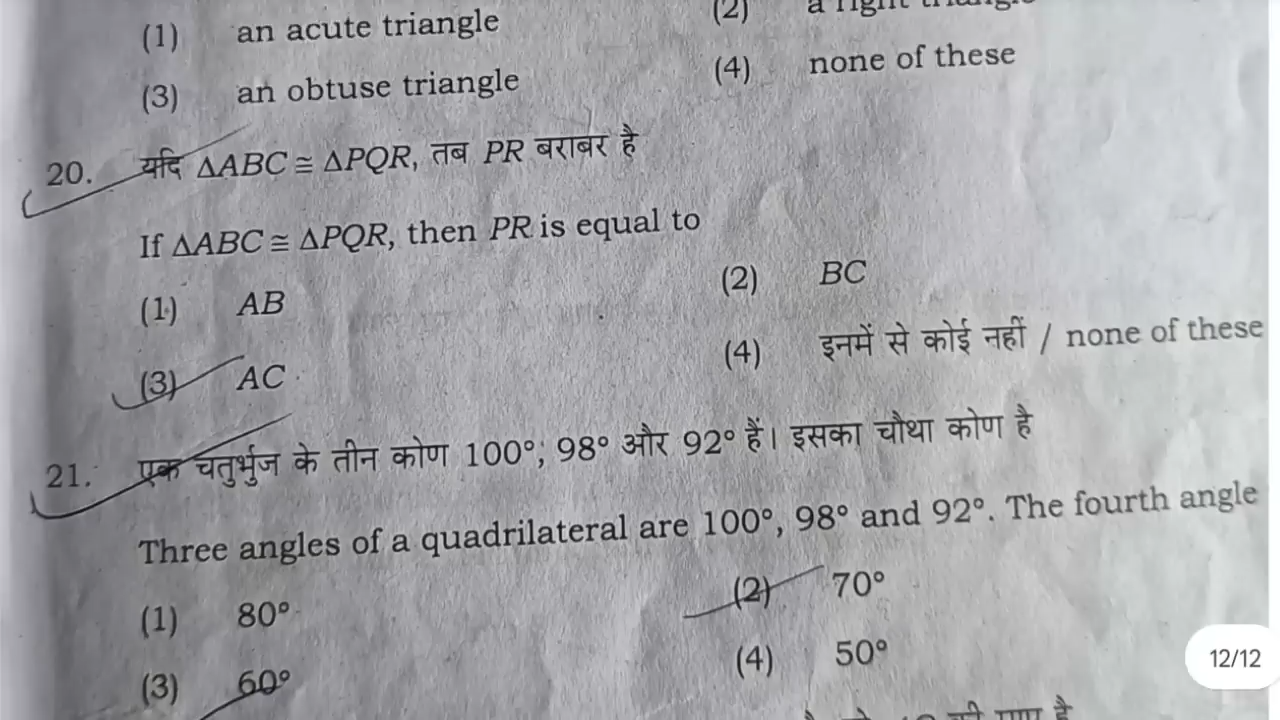 (1) an acute triangle (2) a right triangle
(3) an obtuse triangle (4) none of these
20. यदि ΔABC ≅ ΔPQR, तब PR बराबर है
If ΔABC ≅ ΔPQR, then PR is equal to
(1) AB (2) BC
(3) AC (4) इनमें से कोई नहीं / none of these
21. एक चतुर्भुज के तीन कोण 100°, 98° और 92° हैं। इसका चौथा कोण है
Three angles of a quadrilateral are 100°, 98° and 92°. The fourth angle
(1) 80° (2) 70°
(3) 60° (4) 50°
12/12